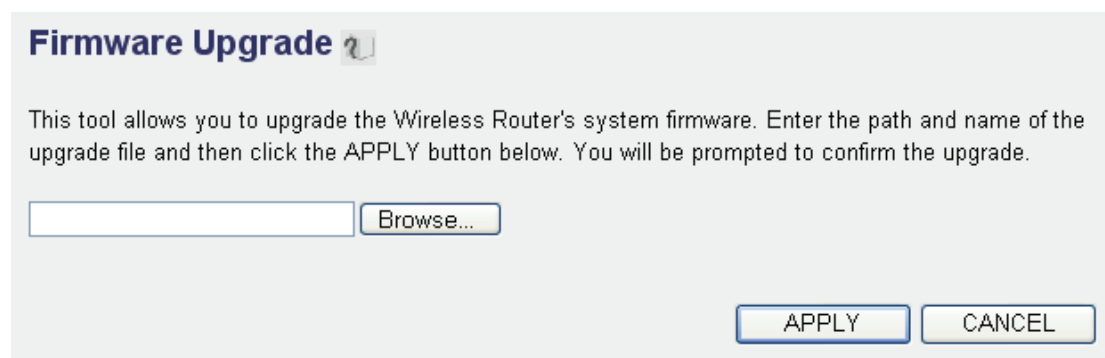 Firmware Upgrade
This tool allows you to upgrade the Wireless Router's system firmware. Enter the path and name of the
upgrade file and then click the APPLY button below. You will be prompted to confirm the upgrade.
Browse...
APPLY CANCEL